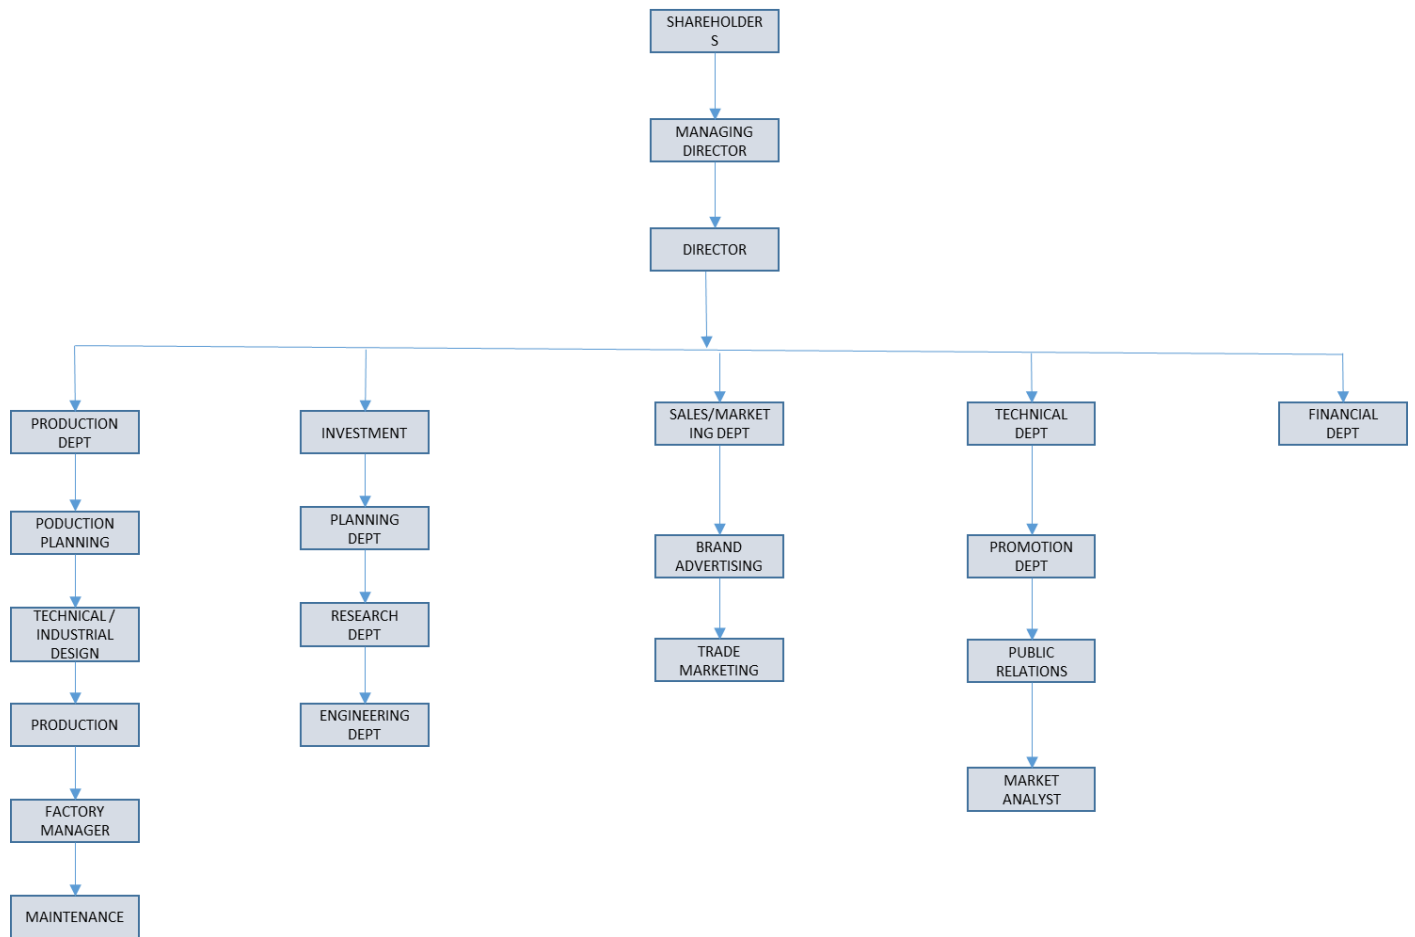 SHAREHOLDER
S
MANAGING
DIRECTOR
DIRECTOR
PRODUCTION
DEPT
INVESTMENT
SALES/MARKET
ING DEPT
TECHNICAL
DEPT
FINANCIAL
DEPT
PODUCTION
PLANNING
PLANNING
DEPT
BRAND
ADVERTISING
PROMOTION
DEPT
TECHNICAL /
INDUSTRIAL
DESIGN
RESEARCH
DEPT
TRADE
MARKETING
PUBLIC
RELATIONS
PRODUCTION
ENGINEERING
DEPT
MARKET
ANALYST
FACTORY
MANAGER
MAINTENANCE